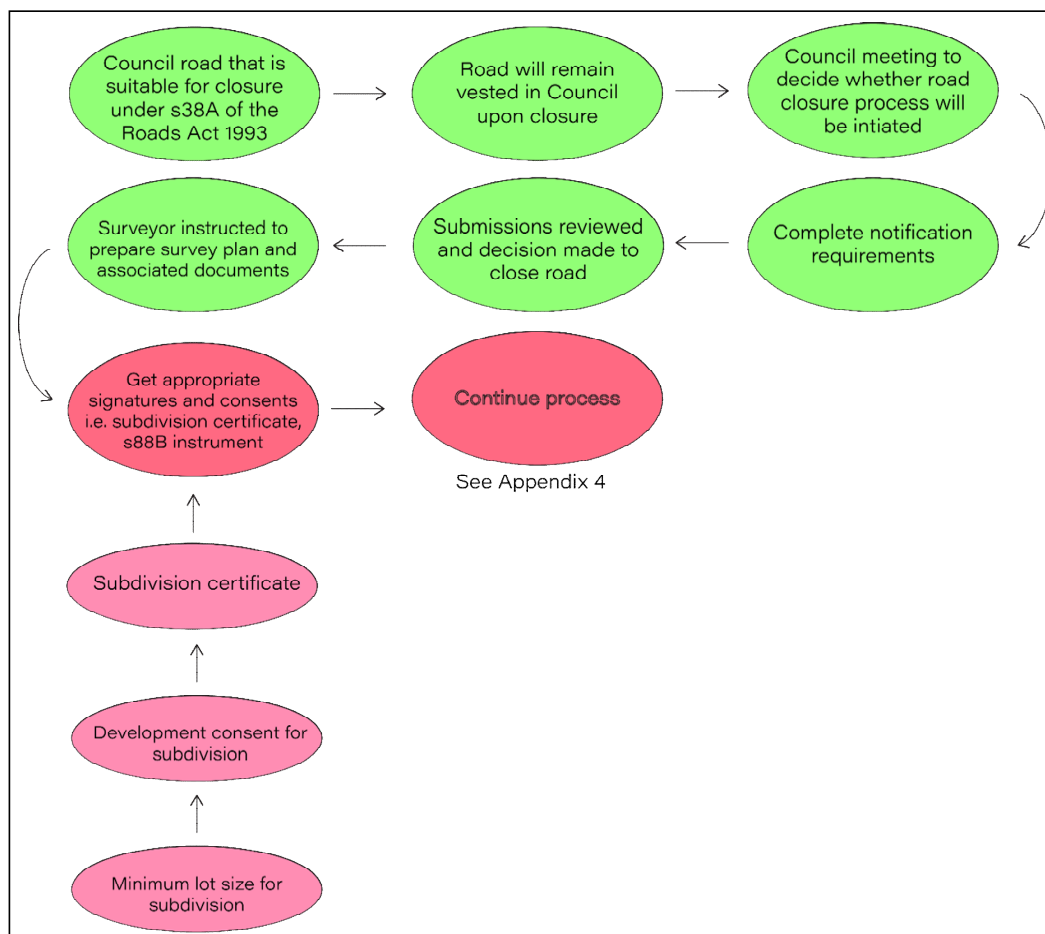 Council road that is
suitable for closure
under s38A of the
Roads Act 1993
Road will remain
vested in Council
upon closure
Council meeting to
decide whether road
closure process will
be intiated
Complete notification
requirements
Submissions reviewed
and decision made to
close road
Surveyor instructed to
prepare survey plan and
associated documents
Get appropriate
signatures and consents
i.e. subdivision certificate,
s88B instrument
Continue process
See Appendix 4
Subdivision certificate
Development consent for
subdivision
Minimum lot size for
subdivision